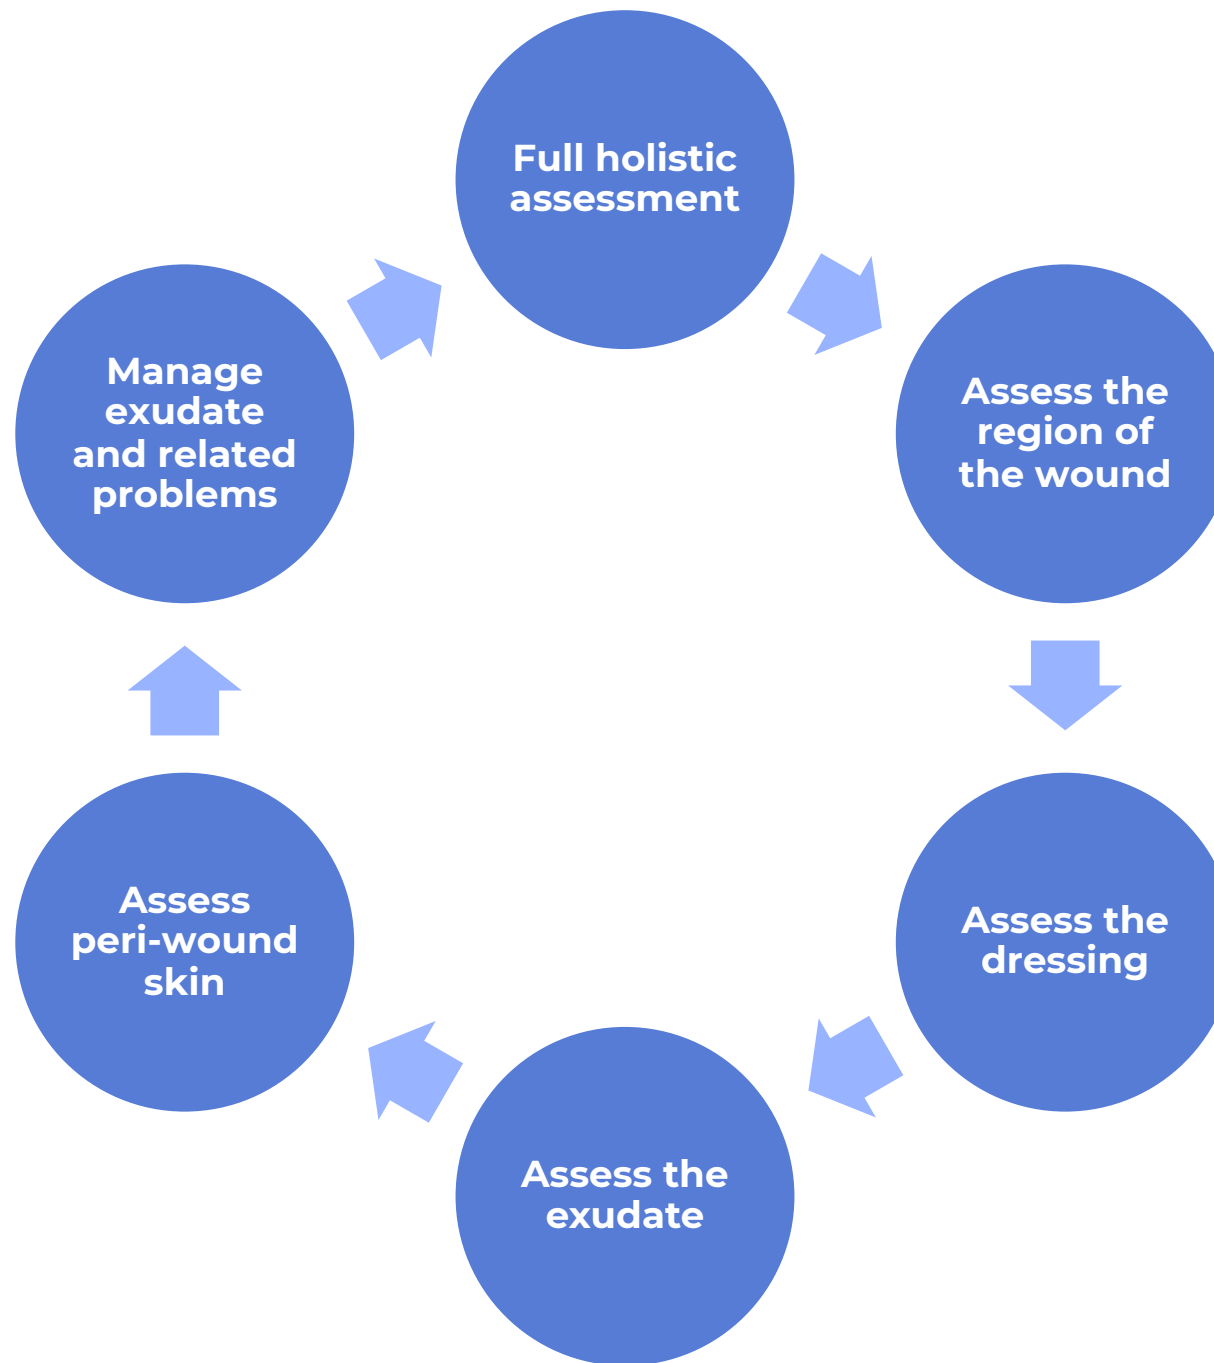 Full holistic
assessment
Assess the
region of
the wound
Assess the
dressing
Assess the
exudate
Assess
peri-wound
skin
Manage
exudate
and related
problems